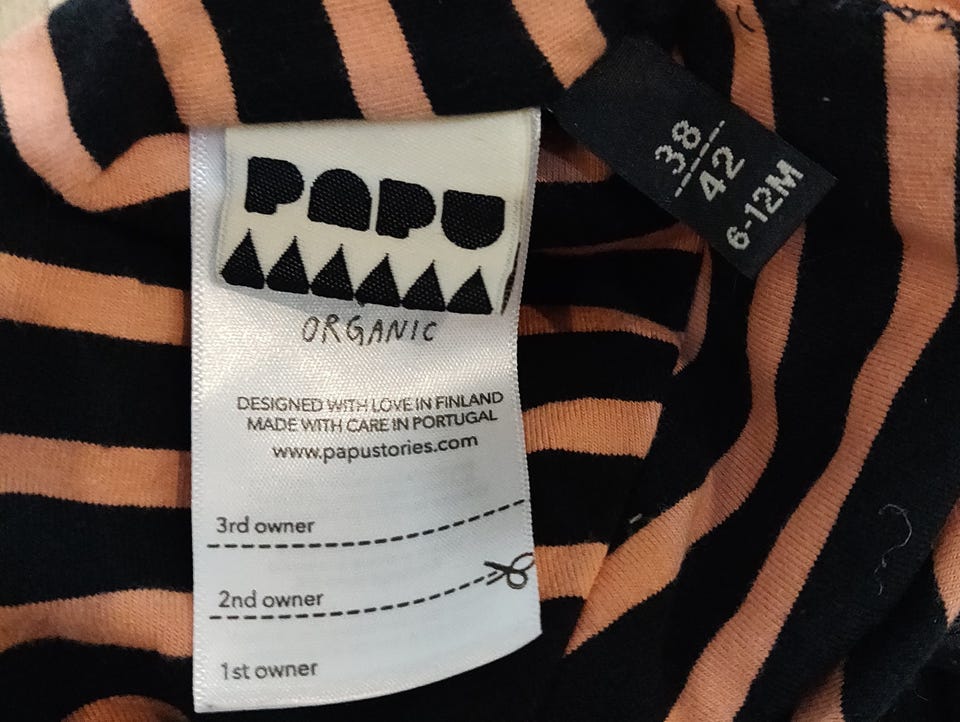 PAPU
ORGANIC
DESIGNED WITH LOVE IN FINLAND
MADE WITH CARE IN PORTUGAL
www.papustories.com
3rd owner
2nd owner
1st owner
38
42
6-12M